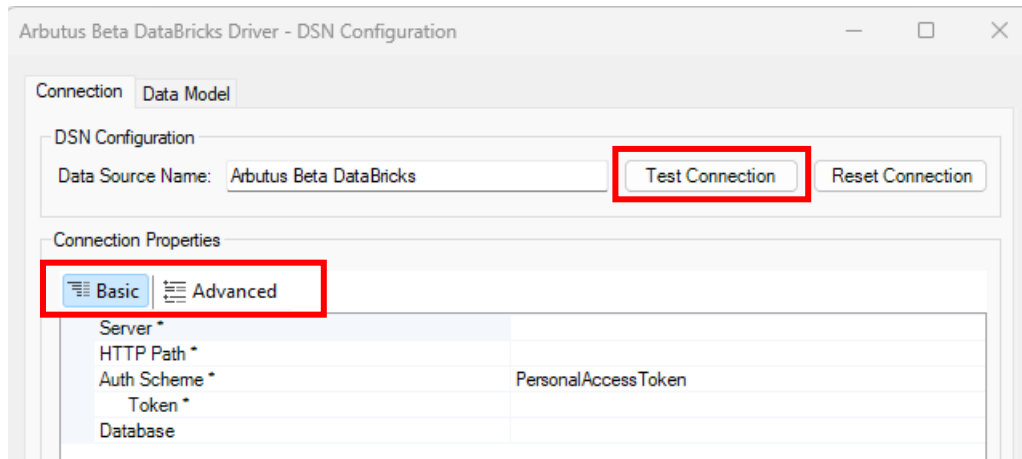 Arbutus Beta DataBricks Driver - DSN Configuration
Connection Data Model
DSN Configuration
Data Source Name: Arbutus Beta DataBricks Test Connection Reset Connection
Connection Properties
Basic Advanced
Server *
HTTP Path *
Auth Scheme * PersonalAccessToken
Token *
Database